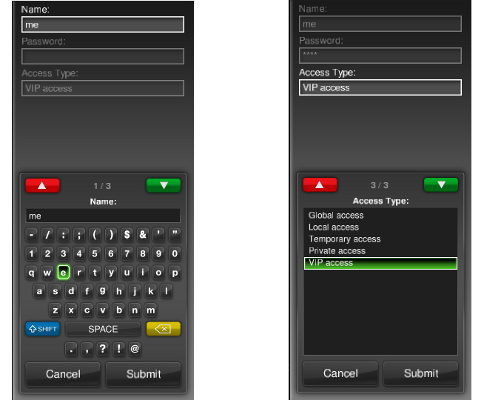 Name:
me
Password:
Access Type:
VIP access
1 / 3
Name:
me
- / : ; ( ) $ & ' "
1 2 3 4 5 6 7 8 9 0
q w e r t y u i o p
a s d f g h j k l
z x c v b n m
SHIFT SPACE
. , ? ! @
Cancel Submit
Name:
me
Password:
****
Access Type:
VIP access
3 / 3
Access Type:
Global access
Local access
Temporary access
Private access
VIP access
Cancel Submit